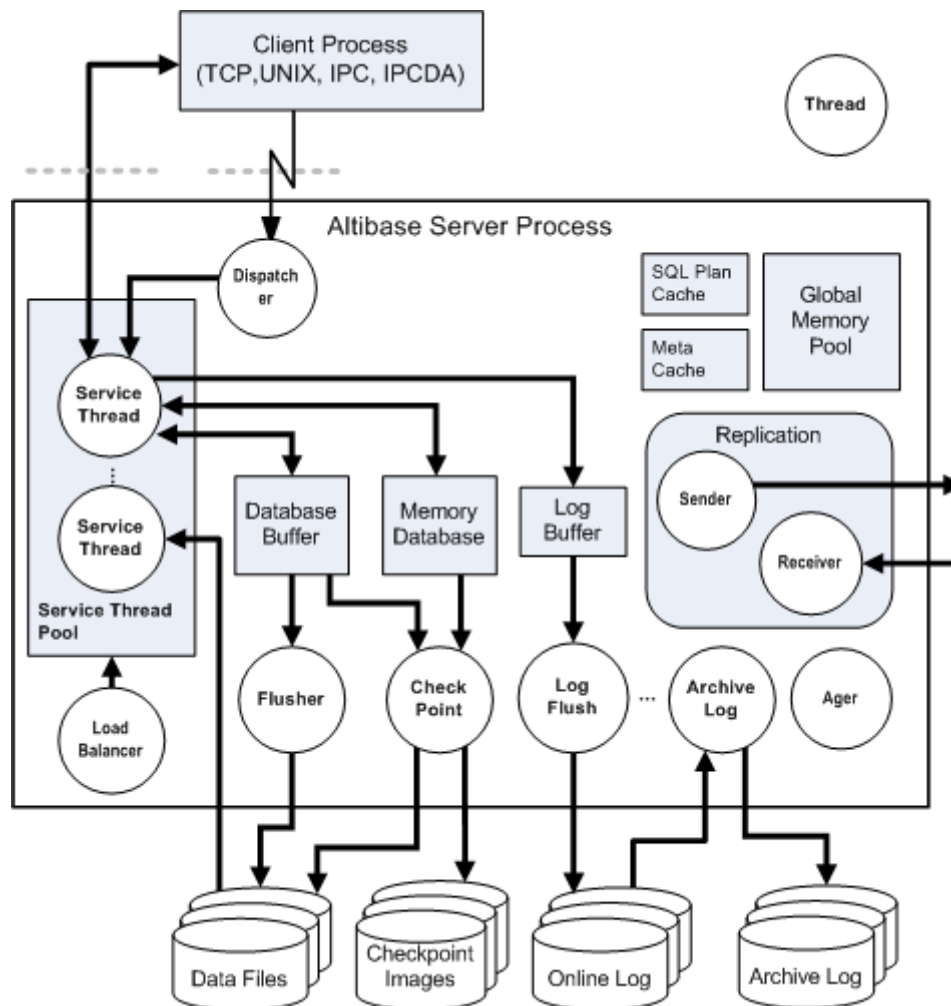 Client Process
(TCP,UNIX, IPC, IPCDA)
Thread
Altibase Server Process
Dispatch
er
SQL Plan
Cache
Global
Memory
Pool
Meta
Cache
Service
Thread
Replication
Sender
Database
Buffer
Memory
Database
Log
Buffer
Service
Thread
Receiver
Service Thread
Pool
Flusher
Check
Point
Log
Flush
...
Archive
Log
Ager
Load
Balancer
Data Files
Checkpoint
Images
Online Log
Archive Log